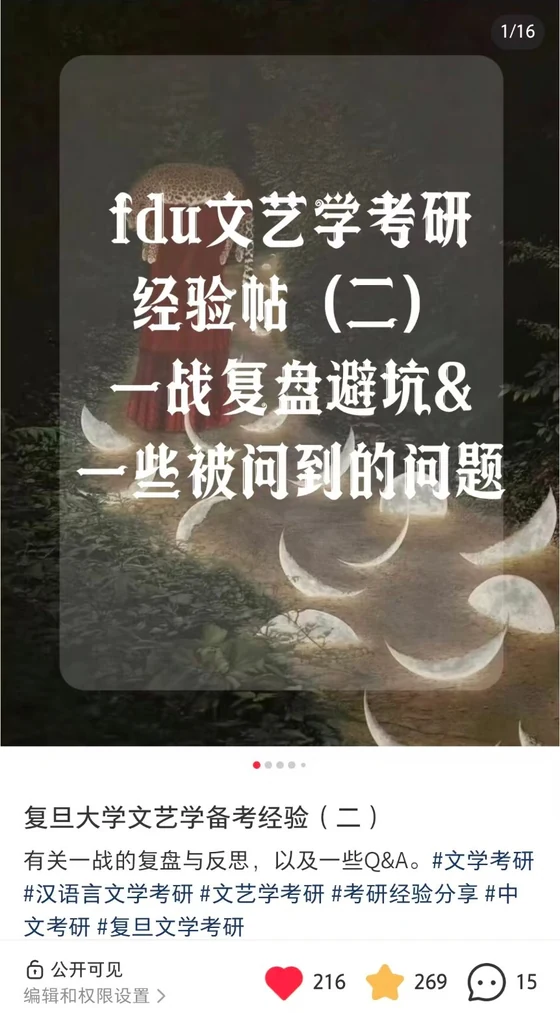 1/16
fdu文艺学考研
经验帖（二）
一战复盘避坑&
一些被问到的问题
复旦大学文艺学备考经验（二）
有关一战的复盘与反思，以及一些Q&A。#文学考研
#汉语言文学考研 #文艺学考研 #考研经验分享 #中
文考研 #复旦文学考研
公开可见
编辑和权限设置 >
216
269
15